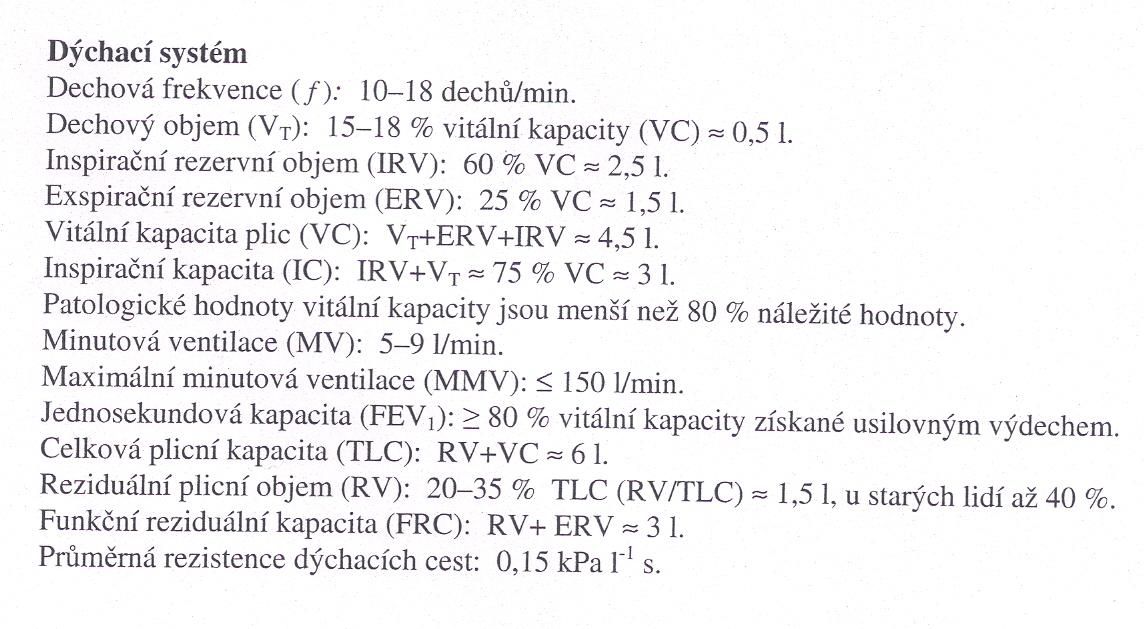 Dýchací systém
Dechová frekvence (f): 10–18 dechů/min.
Dechový objem (VT): 15–18 % vitální kapacity (VC) ≈ 0,5 l.
Inspirační rezervní objem (IRV): 60 % VC ≈ 2,5 l.
Exspirační rezervní objem (ERV): 25 % VC ≈ 1,5 l.
Vitální kapacita plic (VC): VT+ERV+IRV ≈ 4,5 l.
Inspirační kapacita (IC): IRV+VT ≈ 75 % VC ≈ 3 l.
Patologické hodnoty vitální kapacity jsou menší než 80 % náležité hodnoty.
Minutová ventilace (MV): 5–9 l/min.
Maximální minutová ventilace (MMV): ≤ 150 l/min.
Jednosekundová kapacita (FEV1): ≥ 80 % vitální kapacity získané usilovným výdechem.
Celková plicní kapacita (TLC): RV+VC ≈ 6 l.
Reziduální plicní objem (RV): 20–35 % TLC (RV/TLC) ≈ 1,5 l, u starých lidí až 40 %.
Funkční reziduální kapacita (FRC): RV+ ERV ≈ 3 l.
Průměrná rezistence dýchacích cest: 0,15 kPa l⁻¹ s.